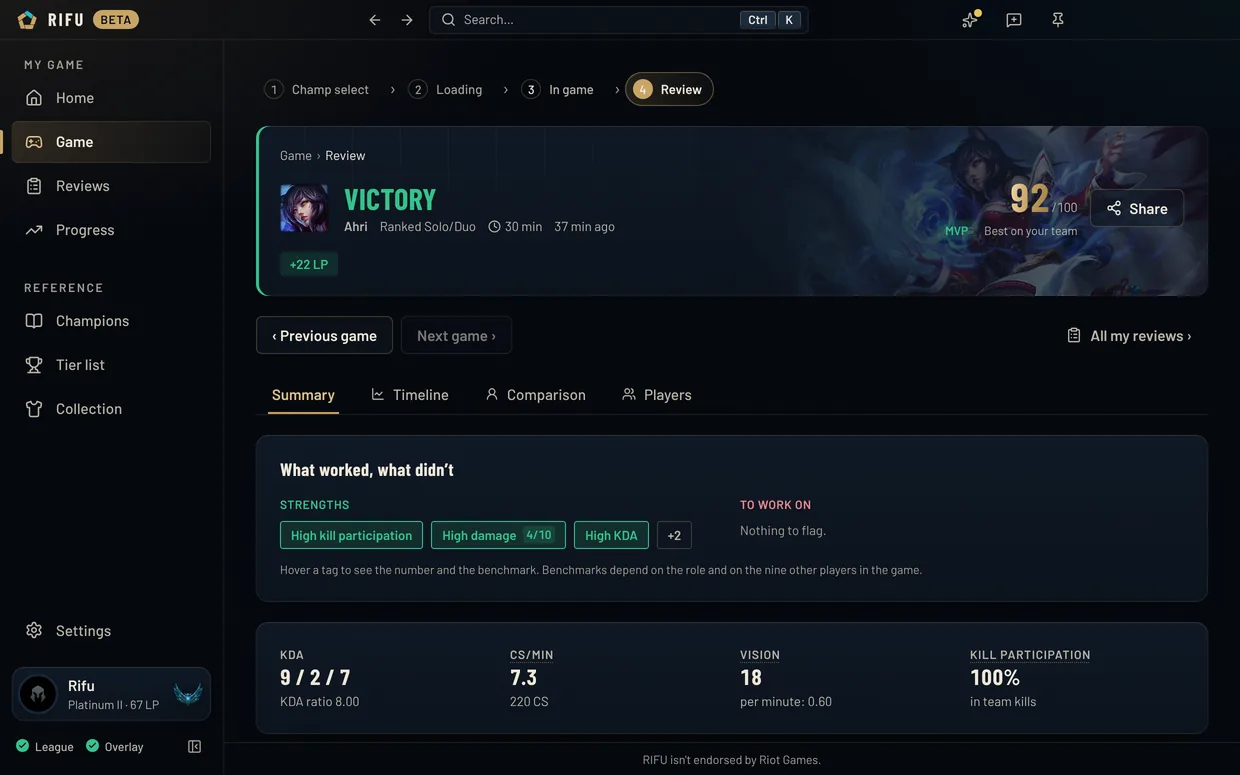 RIFU BETA
Search... Ctrl K
MY GAME
Home
Game
Reviews
Progress
REFERENCE
Champions
Tier list
Collection
Settings
Rifu
Platinum II · 67 LP
League Overlay
1 Champ select › 2 Loading › 3 In game › 4 Review
Game › Review
VICTORY
Ahri Ranked Solo/Duo 30 min 37 min ago
+22 LP
92/100
MVP Best on your team
Share
‹ Previous game Next game › All my reviews ›
Summary Timeline Comparison Players
What worked, what didn't
STRENGTHS
High kill participation High damage 4/10 High KDA +2
TO WORK ON
Nothing to flag.
Hover a tag to see the number and the benchmark. Benchmarks depend on the role and on the nine other players in the game.
KDA
9 / 2 / 7
KDA ratio 8.00
CS/MIN
7.3
220 CS
VISION
18
per minute: 0.60
KILL PARTICIPATION
100%
in team kills
RIFU isn't endorsed by Riot Games.